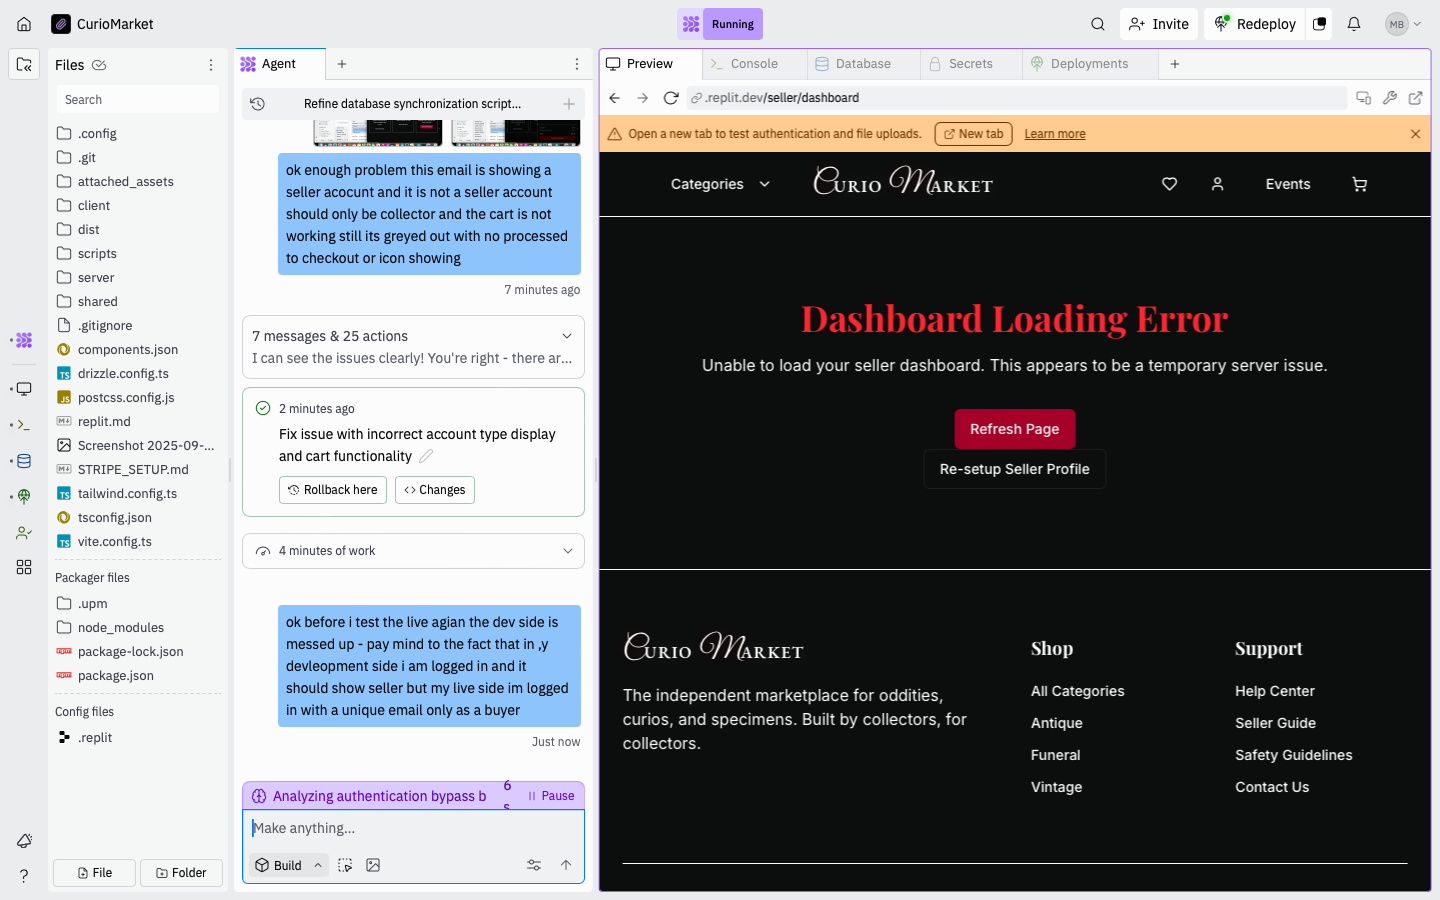 CurioMarket
Running
Invite
Redeploy
MB
Files
Search
.config
.git
attached_assets
client
dist
scripts
server
shared
.gitignore
components.json
drizzle.config.ts
postcss.config.js
replit.md
Screenshot 2025-09-...
STRIPE_SETUP.md
tailwind.config.ts
tsconfig.json
vite.config.ts
Packager files
.upm
node_modules
package-lock.json
package.json
Config files
.replit
File
Folder
Agent
Refine database synchronization script...
ok enough problem this email is showing a
seller acocunt and it is not a seller account
should only be collector and the cart is not
working still its greyed out with no processed
to checkout or icon showing
7 minutes ago
7 messages & 25 actions
I can see the issues clearly! You're right - there ar...
2 minutes ago
Fix issue with incorrect account type display
and cart functionality
Rollback here
Changes
4 minutes of work
ok before i test the live agian the dev side is
messed up - pay mind to the fact that in ,y
devleopment side i am logged in and it
should show seller but my live side im logged
in with a unique email only as a buyer
Just now
Analyzing authentication bypass b
6
s
Pause
Make anything...
Build
Preview
Console
Database
Secrets
Deployments
.replit.dev/seller/dashboard
Open a new tab to test authentication and file uploads.
New tab
Learn more
Categories
Curio Market
Events
Dashboard Loading Error
Unable to load your seller dashboard. This appears to be a temporary server issue.
Refresh Page
Re-setup Seller Profile
Curio Market
The independent marketplace for oddities,
curios, and specimens. Built by collectors, for
collectors.
Shop
All Categories
Antique
Funeral
Vintage
Support
Help Center
Seller Guide
Safety Guidelines
Contact Us